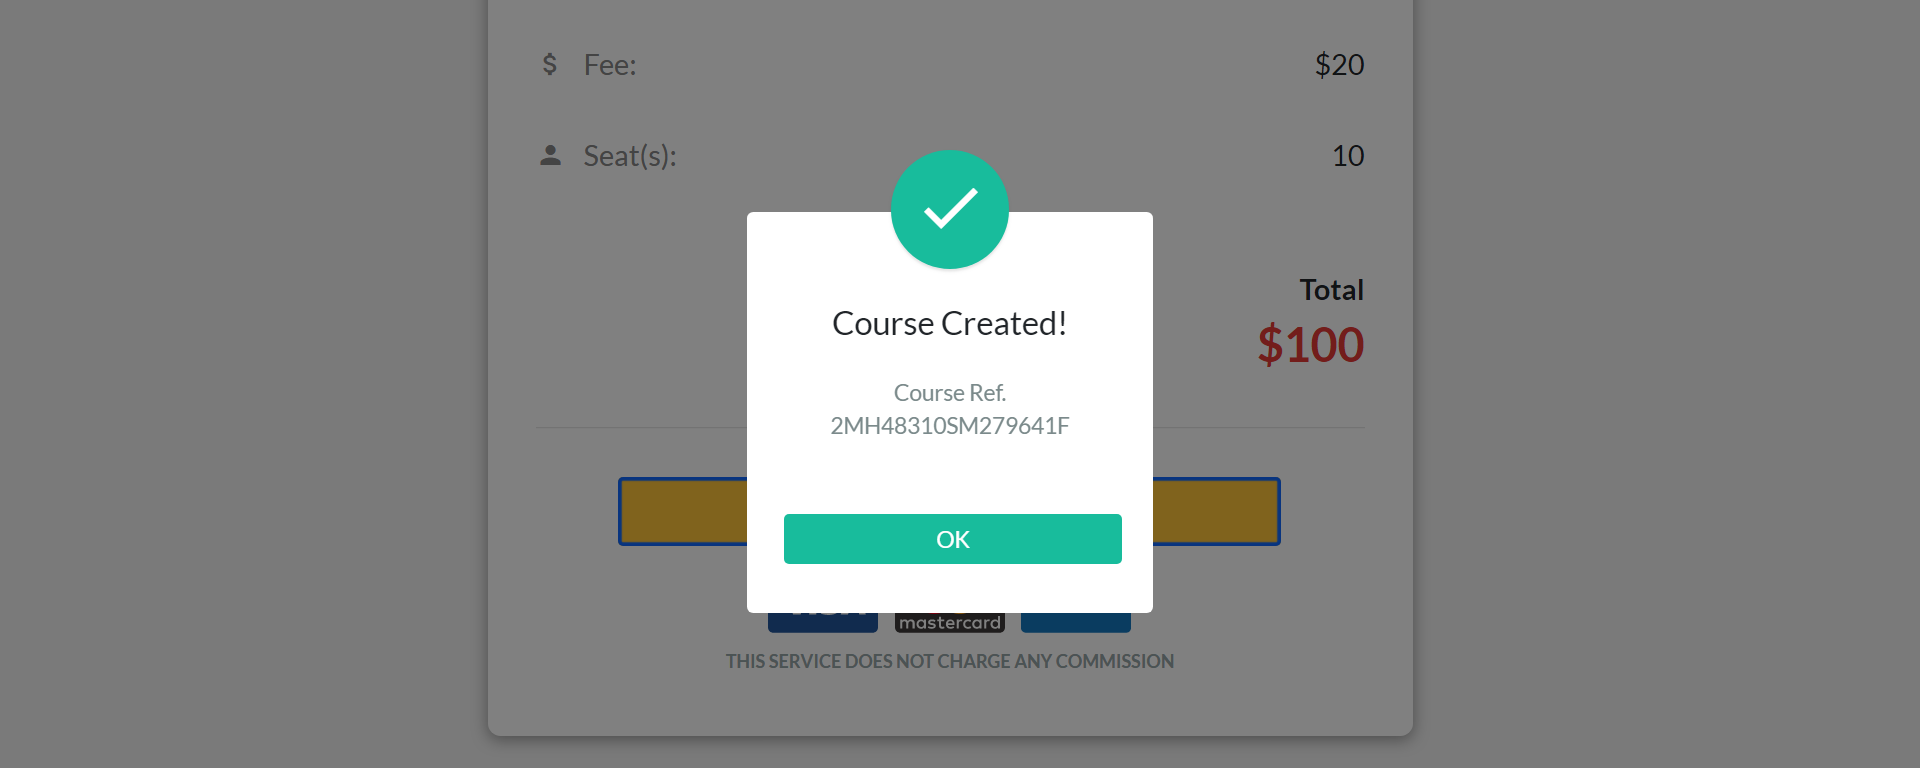 Fee: $20
Seat(s): 10
Total
$100
Course Created!
Course Ref.
2MH48310SM279641F
OK
mastercard
THIS SERVICE DOES NOT CHARGE ANY COMMISSION